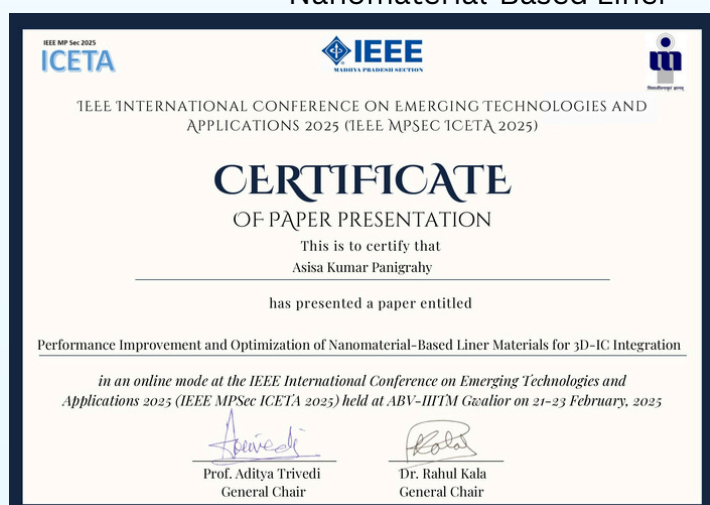 Nanomaterial-Based Liner
IEEE MP Sec 2025
ICETA
IEEE
MADHYA PRADESH SECTION
IEEE INTERNATIONAL CONFERENCE ON EMERGING TECHNOLOGIES AND
APPLICATIONS 2025 (IEEE MPSEC ICETA 2025)
CERTIFICATE
OF PAPER PRESENTATION
This is to certify that
Asisa Kumar Panigrahy
has presented a paper entitled
Performance Improvement and Optimization of Nanomaterial-Based Liner Materials for 3D-IC Integration
in an online mode at the IEEE International Conference on Emerging Technologies and
Applications 2025 (IEEE MPSec ICETA 2025) held at ABV-IIITM Gwalior on 21-23 February, 2025
Prof. Aditya Trivedi
General Chair
Dr. Rahul Kala
General Chair